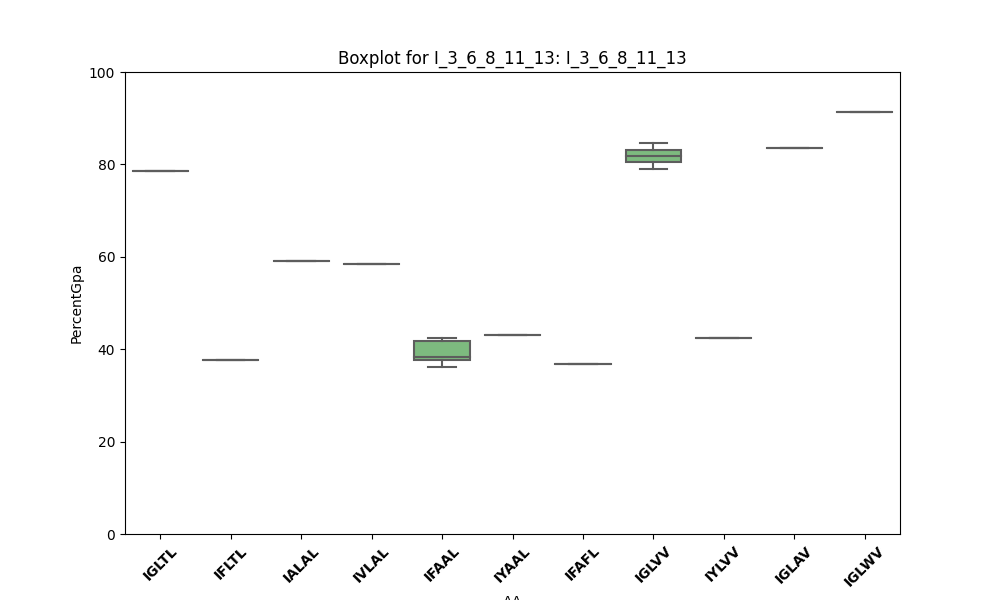 Boxplot for I_3_6_8_11_13: I_3_6_8_11_13
100
80
60
40
20
0
PercentGpa
IGLTL
IFLTL
IALAL
IVLAL
IFAAL
IYAAL
IFAFL
IGLVV
IYLVV
IGLAV
IGLWV
AA